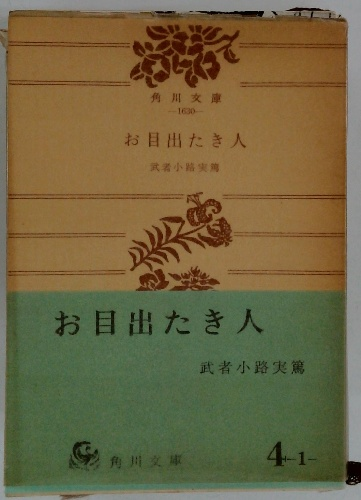 角川文庫
—1630—
お目出たき人
武者小路実篤
お目出たき人
武者小路実篤
角川文庫
4—1—